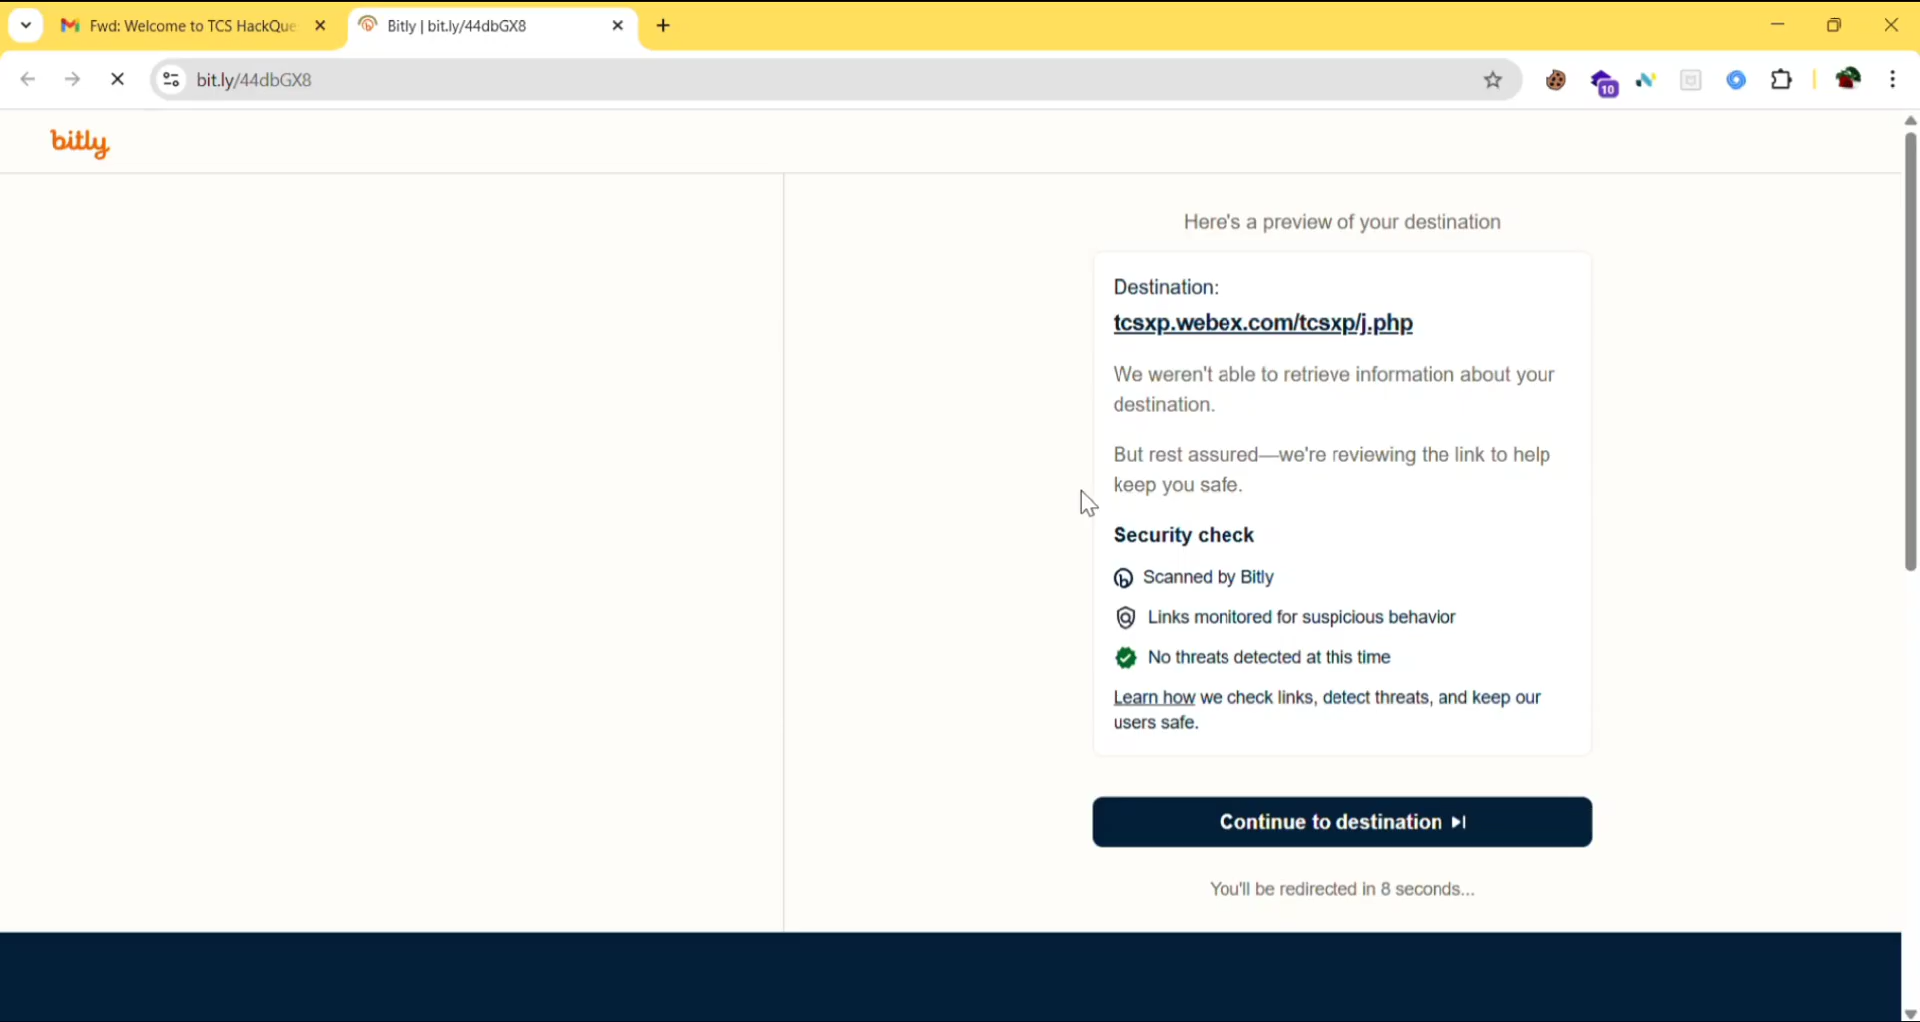 Fwd: Welcome to TCS HackQue
Bitly | bit.ly/44dbGX8
bit.ly/44dbGX8
10
bitly
Here's a preview of your destination
Destination:
tcsxp.webex.com/tcsxp/j.php
We weren't able to retrieve information about your
destination.
But rest assured—we're reviewing the link to help
keep you safe.
Security check
Scanned by Bitly
Links monitored for suspicious behavior
No threats detected at this time
Learn how we check links, detect threats, and keep our
users safe.
Continue to destination
You'll be redirected in 8 seconds...